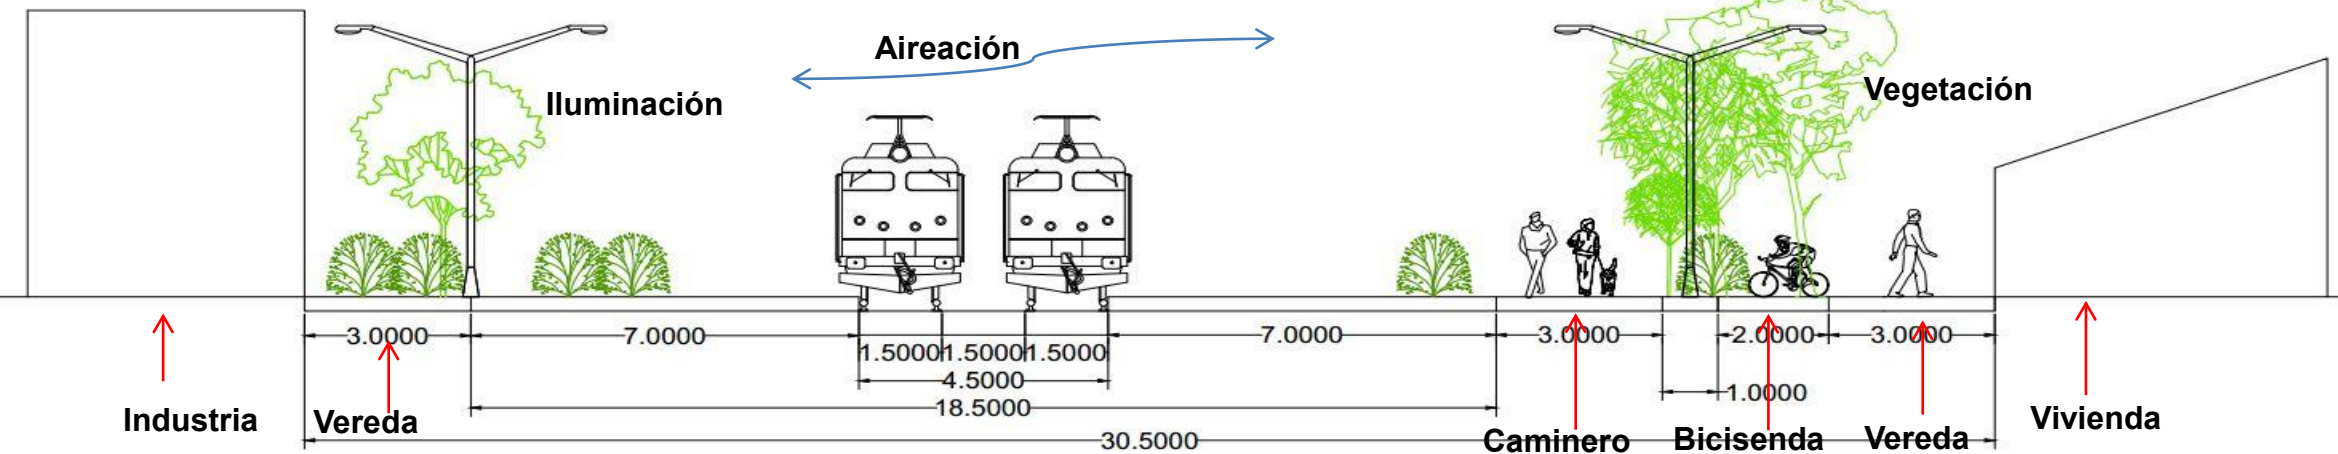 Aireación
Iluminación
Vegetación
3.0000
7.0000
1.5000
1.5000
1.5000
7.0000
3.0000
2.0000
3.0000
4.5000
1.0000
18.5000
30.5000
Industria
Vereda
Caminero
Bicisenda
Vereda
Vivienda